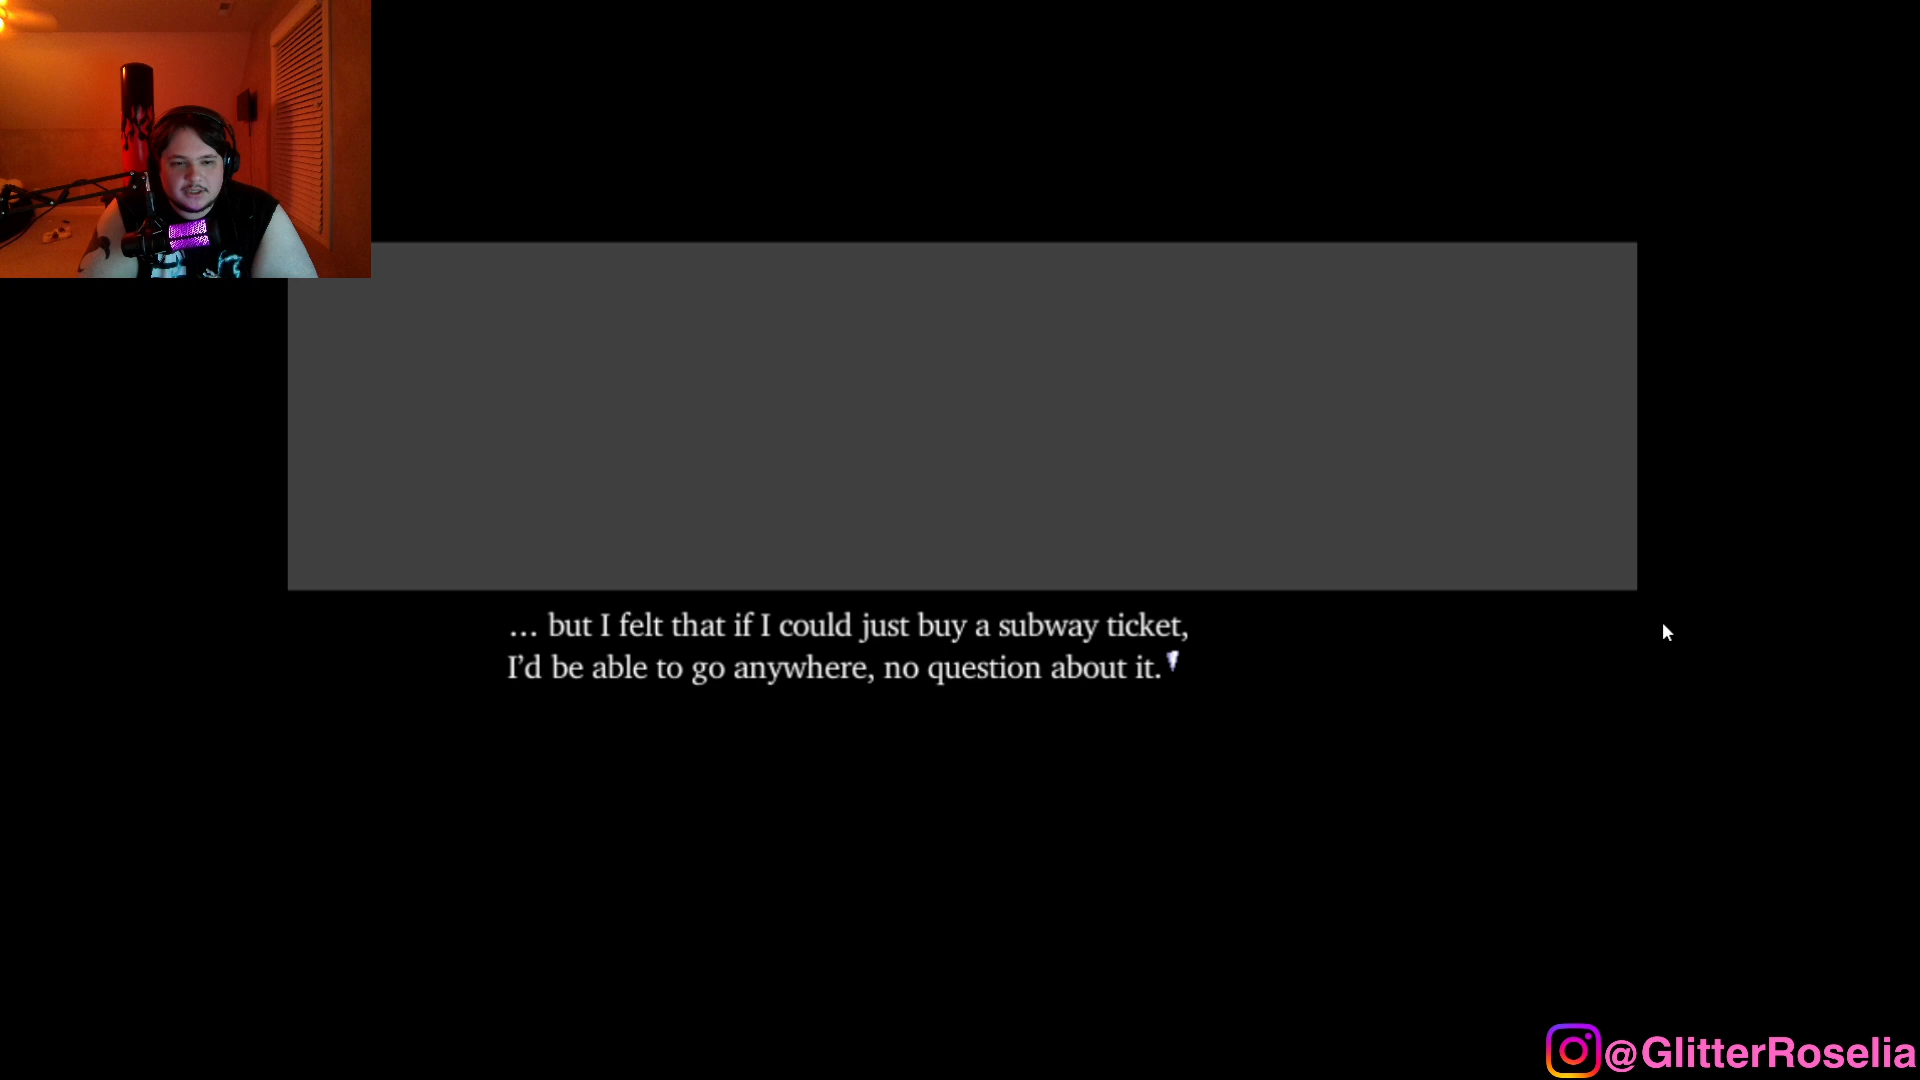 … but I felt that if I could just buy a subway ticket,
I’d be able to go anywhere, no question about it.
@GlitterRoselia